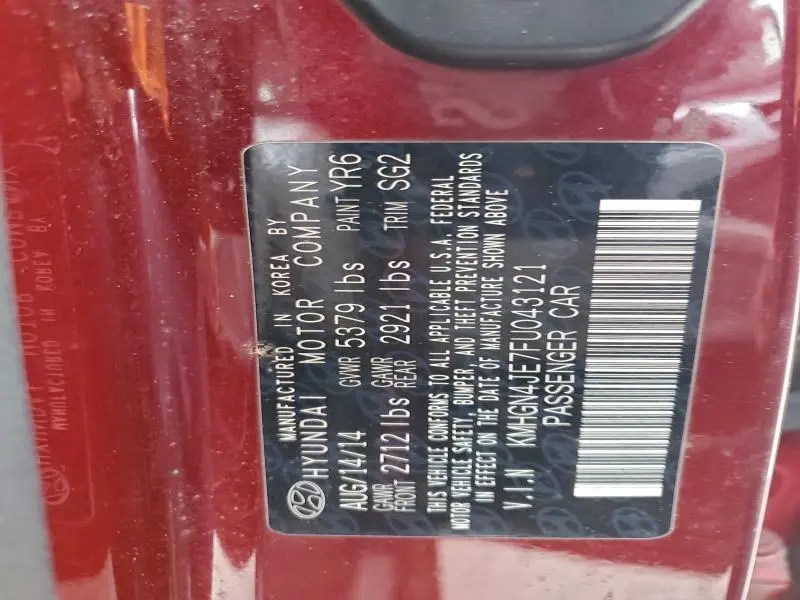 MANUFACTURED IN KOREA BY
HYUNDAI MOTOR COMPANY
AUG/14/14 GVWR 5379 lbs PAINT YR6
GAWR FRONT 2712 lbs GAWR REAR 2921 lbs TRIM SG2
THIS VEHICLE CONFORMS TO ALL APPLICABLE U.S.A. FEDERAL
MOTOR VEHICLE SAFETY, BUMPER, AND THEFT PREVENTION STANDARDS
IN EFFECT ON THE DATE OF MANUFACTURE SHOWN ABOVE
V.I.N KMHGN4JE7FU043121
PASSENGER CAR